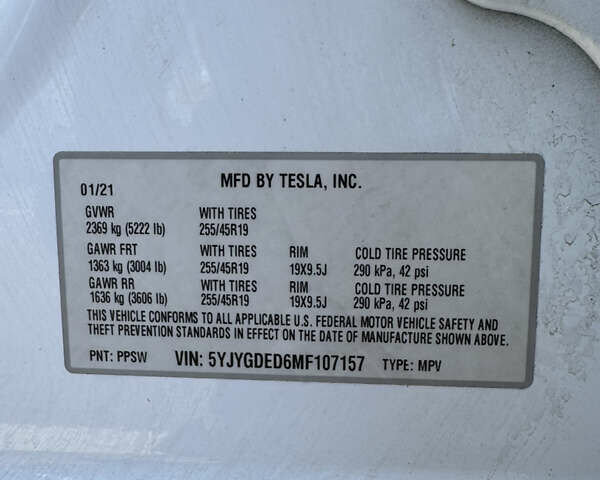 MFD BY TESLA, INC.
01/21
GVWR WITH TIRES
2369 kg (5222 lb) 255/45R19
GAWR FRT WITH TIRES RIM COLD TIRE PRESSURE
1363 kg (3004 lb) 255/45R19 19X9.5J 290 kPa, 42 psi
GAWR RR WITH TIRES RIM COLD TIRE PRESSURE
1636 kg (3606 lb) 255/45R19 19X9.5J 290 kPa, 42 psi
THIS VEHICLE CONFORMS TO ALL APPLICABLE U.S. FEDERAL MOTOR VEHICLE SAFETY AND
THEFT PREVENTION STANDARDS IN EFFECT ON THE DATE OF MANUFACTURE SHOWN ABOVE.
PNT: PPSW VIN: 5YJYGDED6MF107157 TYPE: MPV